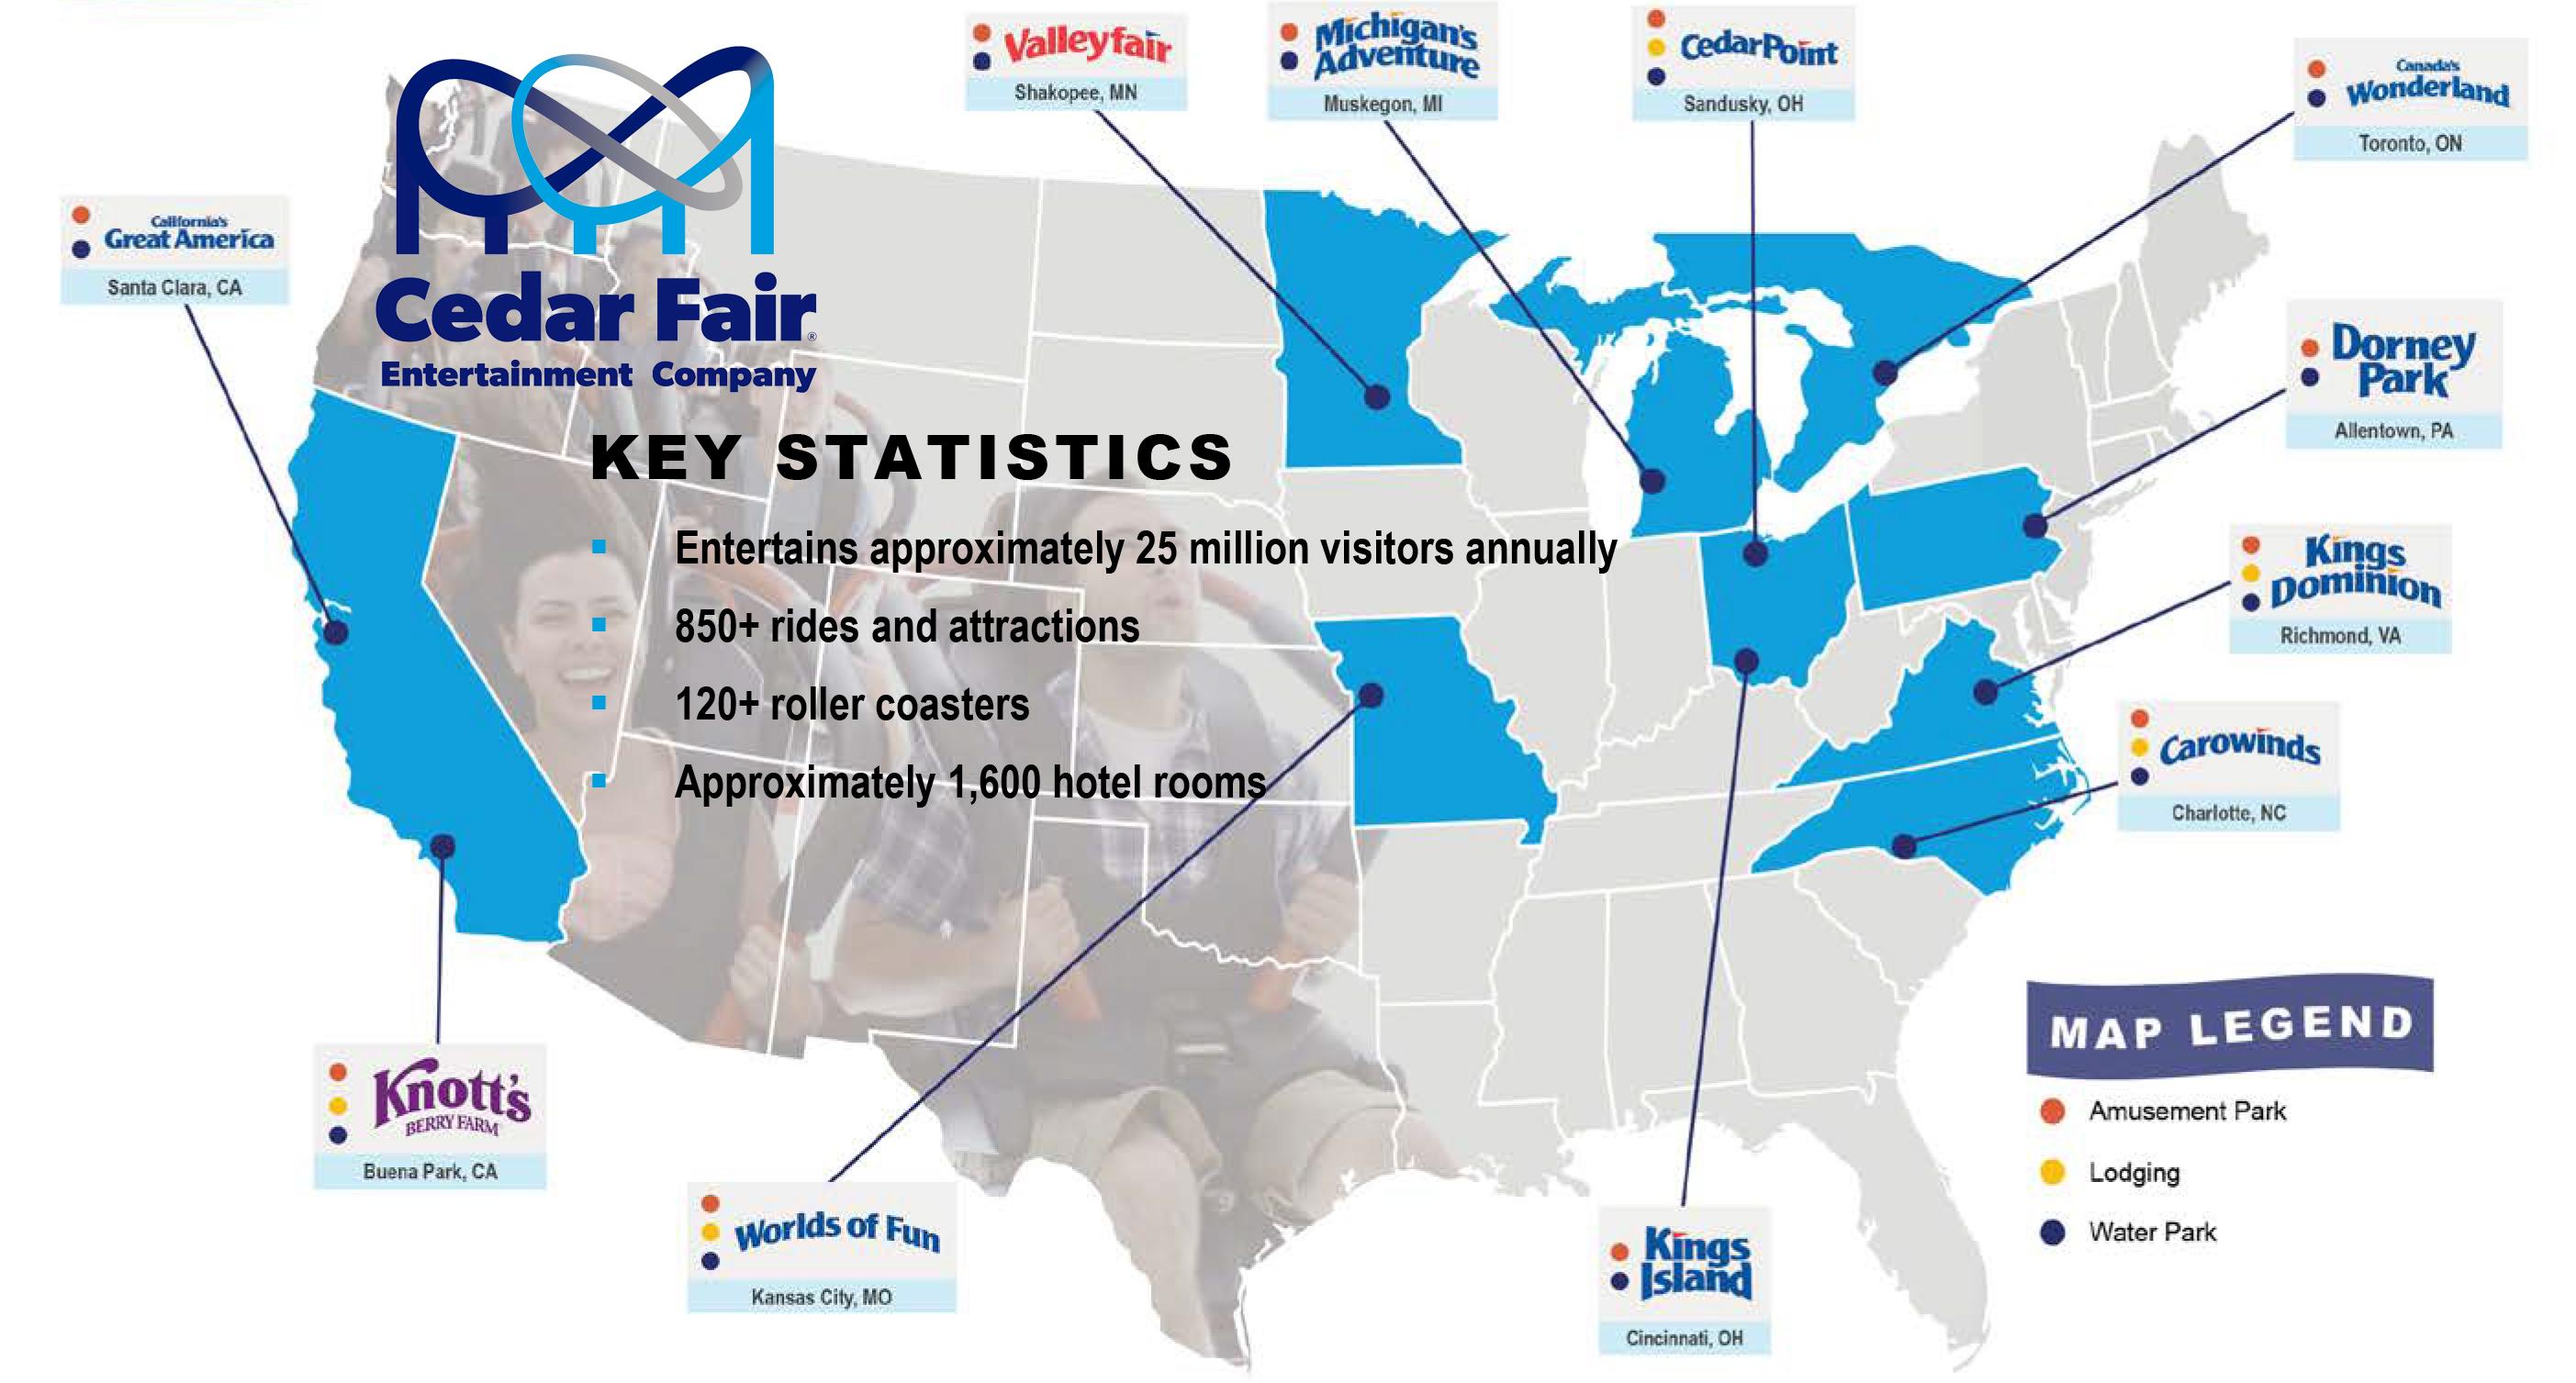 Cedar Fair®
Entertainment Company
KEY STATISTICS
Entertains approximately 25 million visitors annually
850+ rides and attractions
120+ roller coasters
Approximately 1,600 hotel rooms
California's
Great America
Santa Clara, CA
Valleyfair
Shakopee, MN
Michigan's
Adventure
Muskegon, MI
CedarPoint
Sandusky, OH
Canada's
Wonderland
Toronto, ON
Dorney
Park
Allentown, PA
Kings
Dominion
Richmond, VA
Carowinds
Charlotte, NC
Knott's
BERRY FARM
Buena Park, CA
Worlds of Fun
Kansas City, MO
Kings
Island
Cincinnati, OH
MAP LEGEND
Amusement Park
Lodging
Water Park